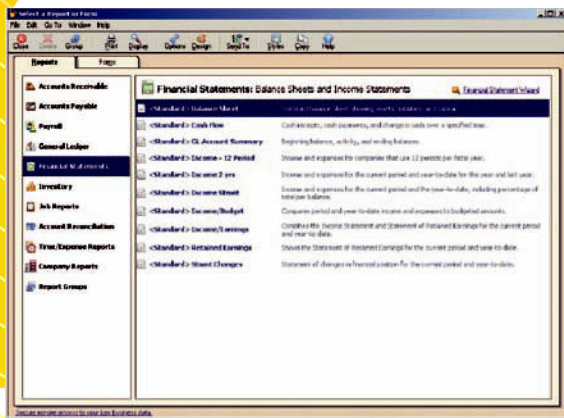 Select a Report or Form
File Edit Go To Window Help
Close Delete Group Print Display Options Design Send To Styles Copy Help
Reports Forms
Accounts Receivable
Accounts Payable
Payroll
General Ledger
Financial Statements
Inventory
Job Reports
Account Reconciliation
Time/Expense Reports
Company Reports
Report Groups
Financial Statements: Balance Sheets and Income Statements
Financial Statement Wizard
<Standard> Balance Sheet
<Standard> Cash Flow Cash receipts, cash payments, and change in cash over a specified time.
<Standard> GL Account Summary Beginning balance, activity, and ending balances.
<Standard> Income - 12 Period Income and expenses for companies that use 12 periods per fiscal year.
<Standard> Income 2 yrs Income and expenses for the current period and year-to-date for the year and last year.
<Standard> Income Stmnt Income and expenses for the current period and the year-to-date, including percentage of
total per balance.
<Standard> Income/Budget Compares period and year-to-date income and expenses to budgeted amounts.
<Standard> Income/Earnings Combines the Income Statement and Statement of Retained Earnings for the current period
and year-to-date.
<Standard> Retained Earnings Shows the Statement of Retained Earnings for the current period and year-to-date.
<Standard> Stmnt Changes Statement of changes in financial position for the current period and year-to-date.
Secure remote access to your key business data.